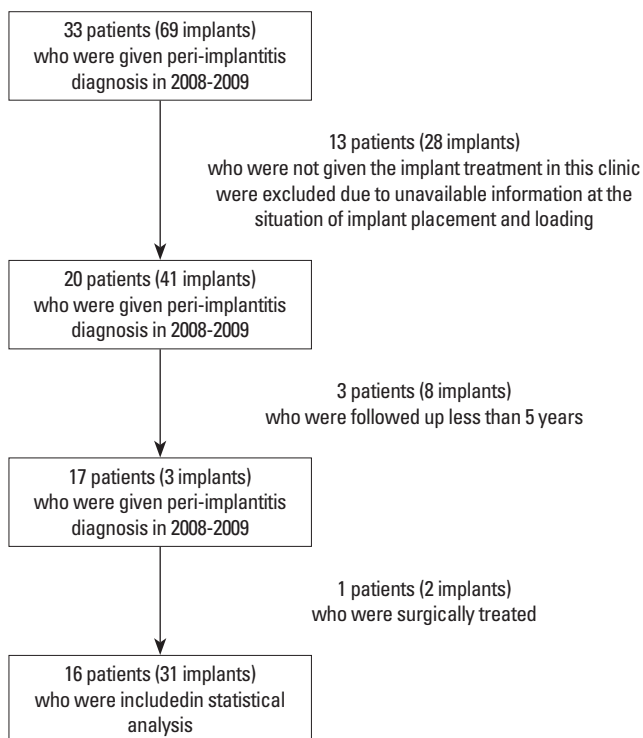 33 patients (69 implants)
who were given peri-implantitis
diagnosis in 2008-2009
13 patients (28 implants)
who were not given the implant treatment in this clinic
were excluded due to unavailable information at the
situation of implant placement and loading
20 patients (41 implants)
who were given peri-implantitis
diagnosis in 2008-2009
3 patients (8 implants)
who were followed up less than 5 years
17 patients (3 implants)
who were given peri-implantitis
diagnosis in 2008-2009
1 patients (2 implants)
who were surgically treated
16 patients (31 implants)
who were includedin statistical
analysis